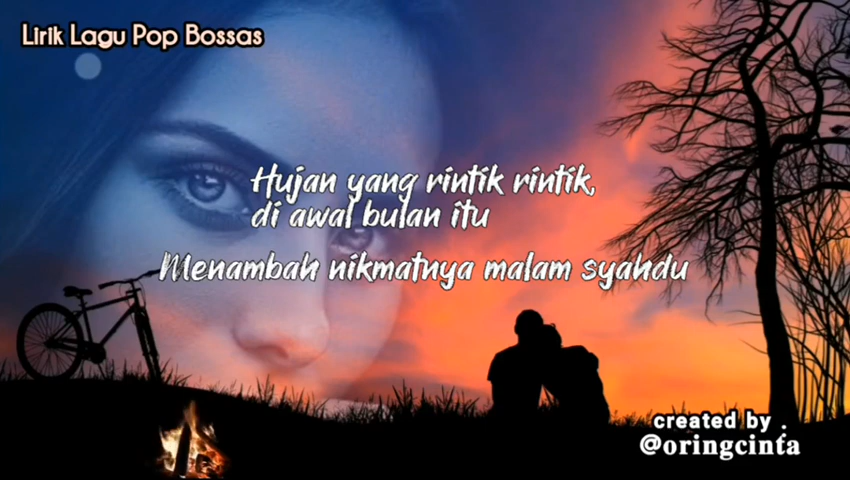 Lirik Lagu Pop Bossas
Hujan yang rintik rintik,
di awal bulan itu
Menambah nikmatnya malam syahdu
created by .
@oringcinta